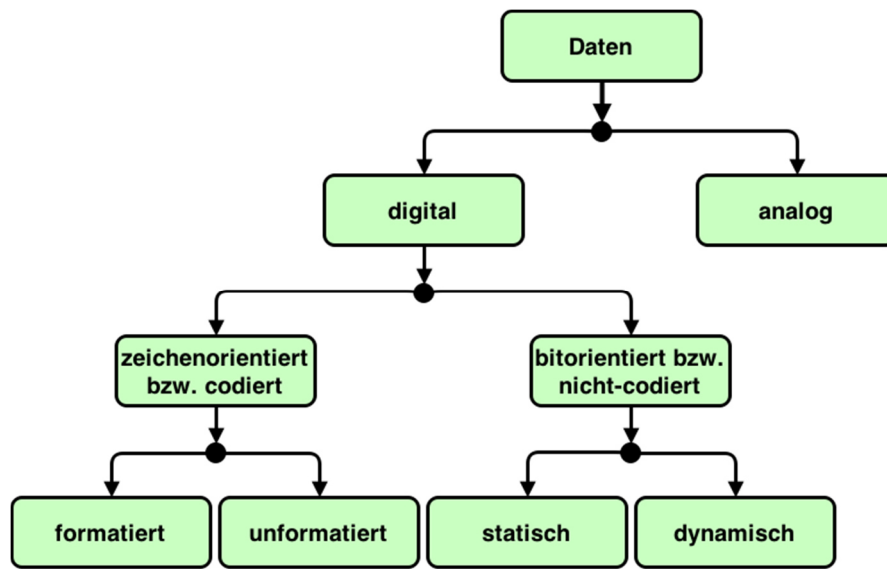 Daten
digital
analog
zeichenorientiert
bzw. codiert
bitorientiert bzw.
nicht-codiert
formatiert
unformatiert
statisch
dynamisch